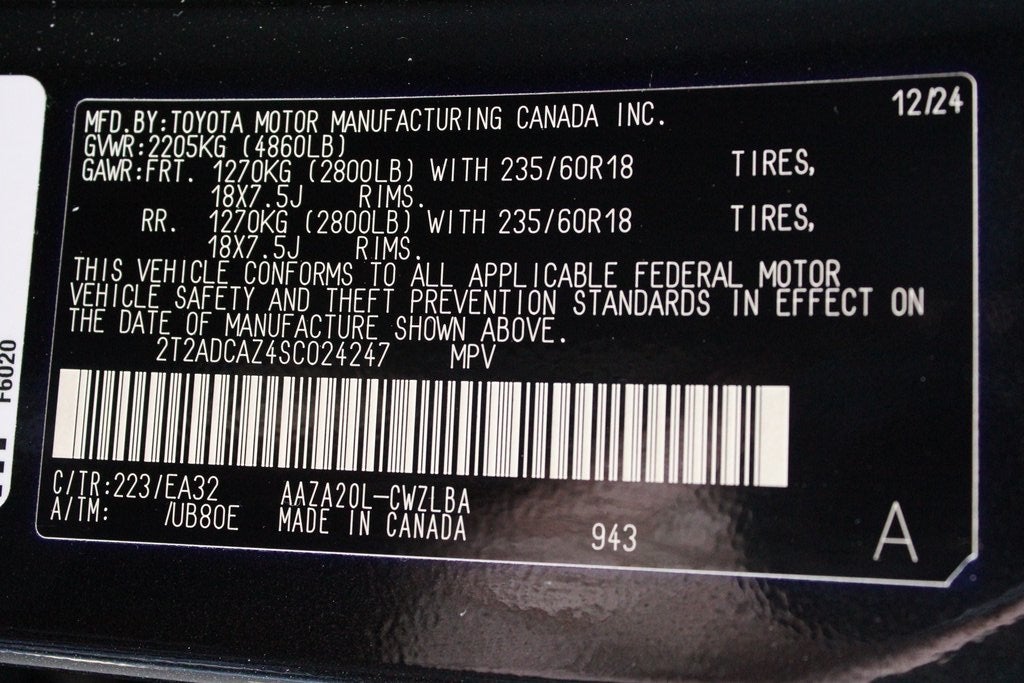 12/24
MFD.BY:TOYOTA MOTOR MANUFACTURING CANADA INC.
GVWR:2205KG (4860LB)
GAWR:FRT. 1270KG (2800LB) WITH 235/60R18 TIRES,
18X7.5J RIMS.
RR. 1270KG (2800LB) WITH 235/60R18 TIRES,
18X7.5J RIMS.
THIS VEHICLE CONFORMS TO ALL APPLICABLE FEDERAL MOTOR
VEHICLE SAFETY AND THEFT PREVENTION STANDARDS IN EFFECT ON
THE DATE OF MANUFACTURE SHOWN ABOVE.
2T2ADCAZ4SC024247 MPV
C/TR:223/EA32 AAZA20L-CWZLBA
A/TM: /UB80E MADE IN CANADA
943
A
F6020